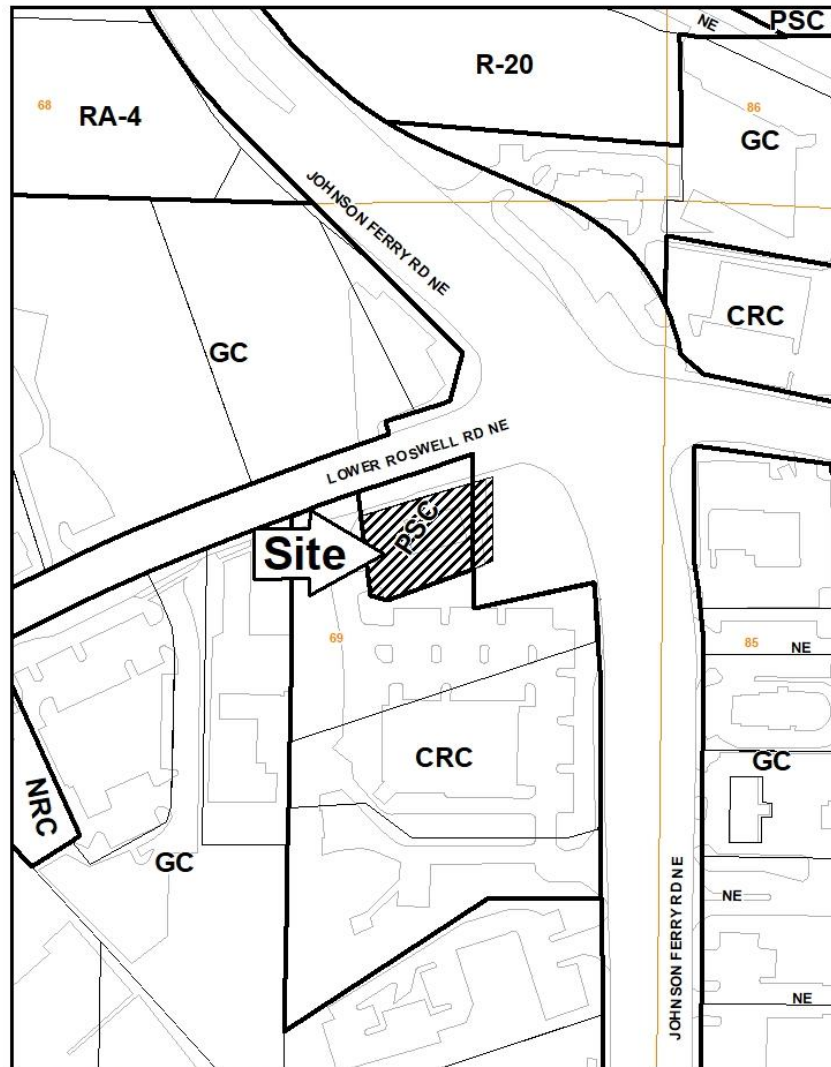 NE
PSC
R-20
68
RA-4
86
GC
JOHNSON FERRY RD NE
CRC
GC
LOWER ROSWELL RD NE
PSC
Site
69
85
NE
CRC
GC
NRC
GC
NE
JOHNSON FERRY RD NE
NE